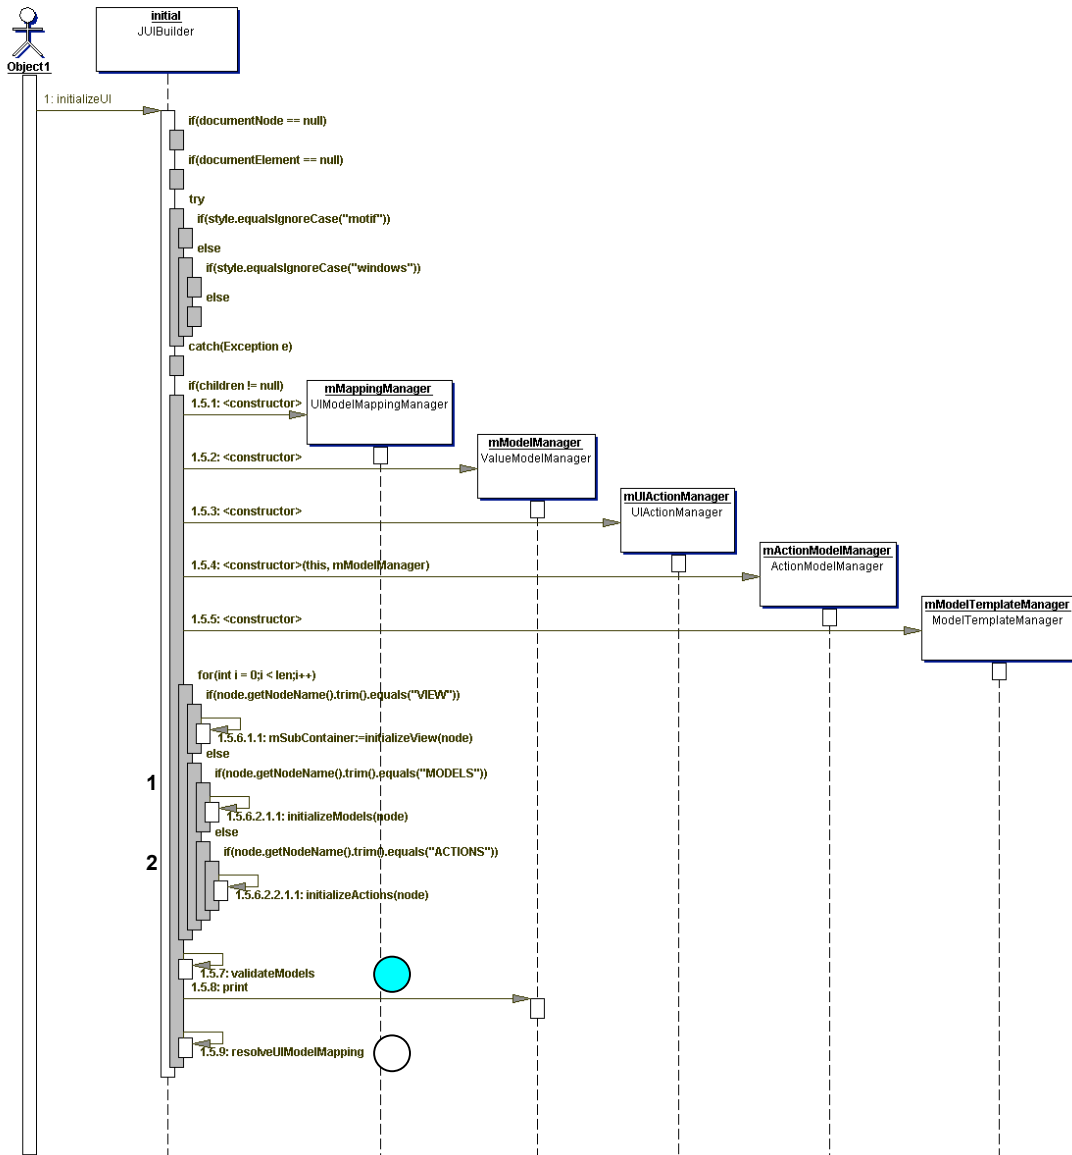 initial
JUIBuilder
Object1
1: initializeUI
if(documentNode == null)
if(documentElement == null)
try
if(style.equalsIgnoreCase("motif"))
else
if(style.equalsIgnoreCase("windows"))
else
catch(Exception e)
if(children != null)
mMappingManager
UIModelMappingManager
1.5.1: <constructor>
mModelManager
ValueModelManager
1.5.2: <constructor>
mUIActionManager
UIActionManager
1.5.3: <constructor>
mActionModelManager
ActionModelManager
1.5.4: <constructor>(this, mModelManager)
mModelTemplateManager
ModelTemplateManager
1.5.5: <constructor>
for(int i = 0;i < len;i++)
if(node.getNodeName().trim().equals("VIEW"))
1.5.6.1.1: mSubContainer:=initializeView(node)
else
1
if(node.getNodeName().trim().equals("MODELS"))
1.5.6.2.1.1: initializeModels(node)
else
2
if(node.getNodeName().trim().equals("ACTIONS"))
1.5.6.2.2.1.1: initializeActions(node)
1.5.7: validateModels
1.5.8: print
1.5.9: resolveUIModelMapping